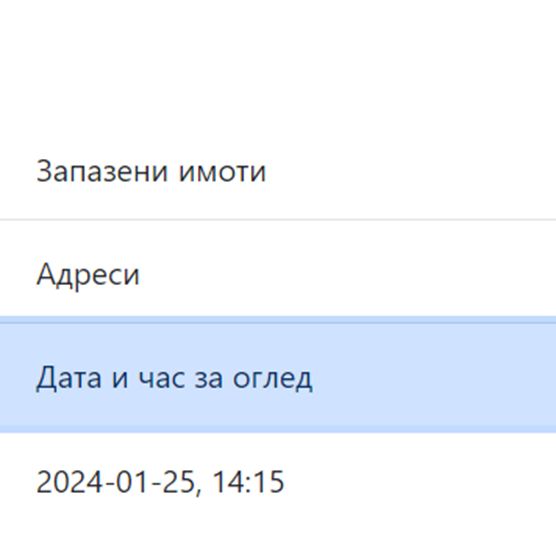 Запазени имоти
Адреси
Дата и час за оглед
2024-01-25, 14:15